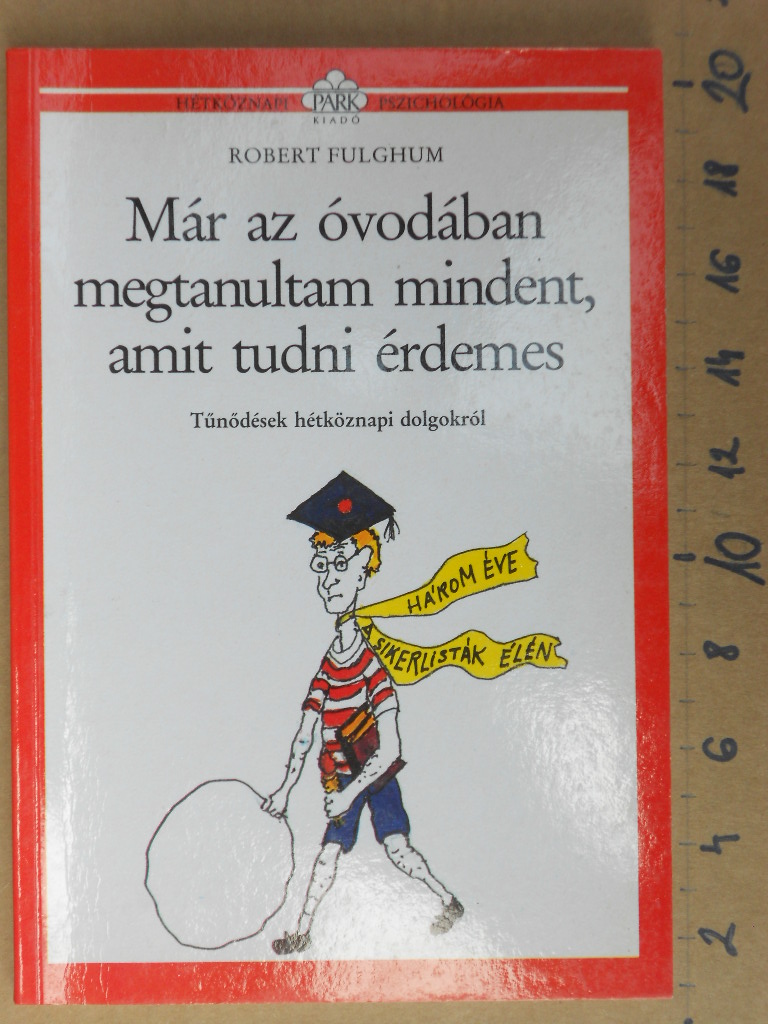 HÉTKÖZNAPI PARK PSZICHOLÓGIA
KIADÓ
ROBERT FULGHUM
Már az óvodában
megtanultam mindent,
amit tudni érdemes
Tűnődések hétköznapi dolgokról
HÁROM ÉVE
A SIKERLISTÁK ÉLÉN
20
18
16
14
12
10
8
6
4
2